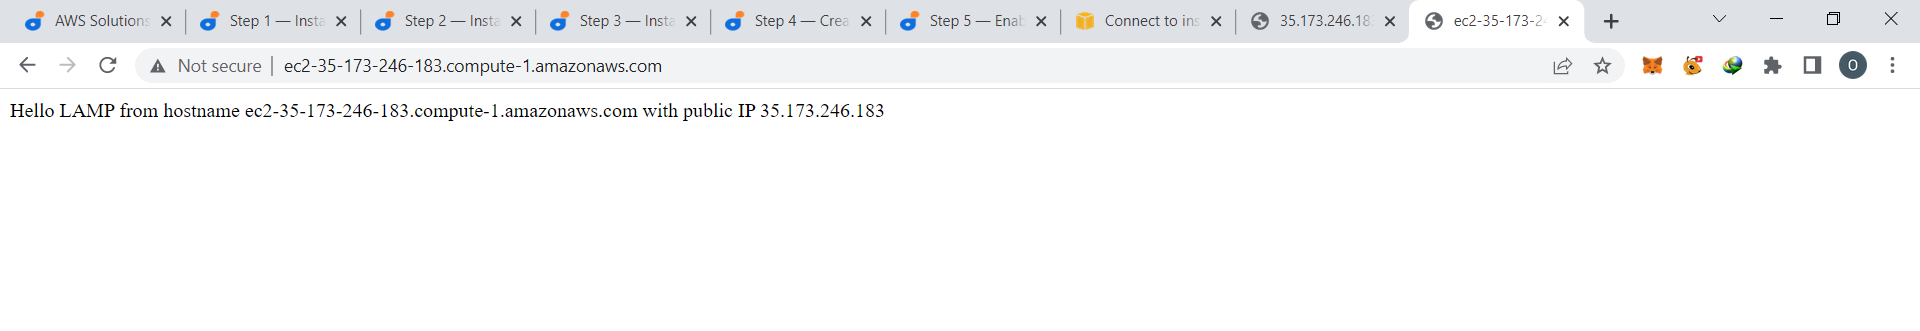 AWS Solutions
Step 1 — Insta
Step 2 — Insta
Step 3 — Insta
Step 4 — Crea
Step 5 — Enab
Connect to ins
35.173.246.18
ec2-35-173-2
Not secure
ec2-35-173-246-183.compute-1.amazonaws.com
O
Hello LAMP from hostname ec2-35-173-246-183.compute-1.amazonaws.com with public IP 35.173.246.183